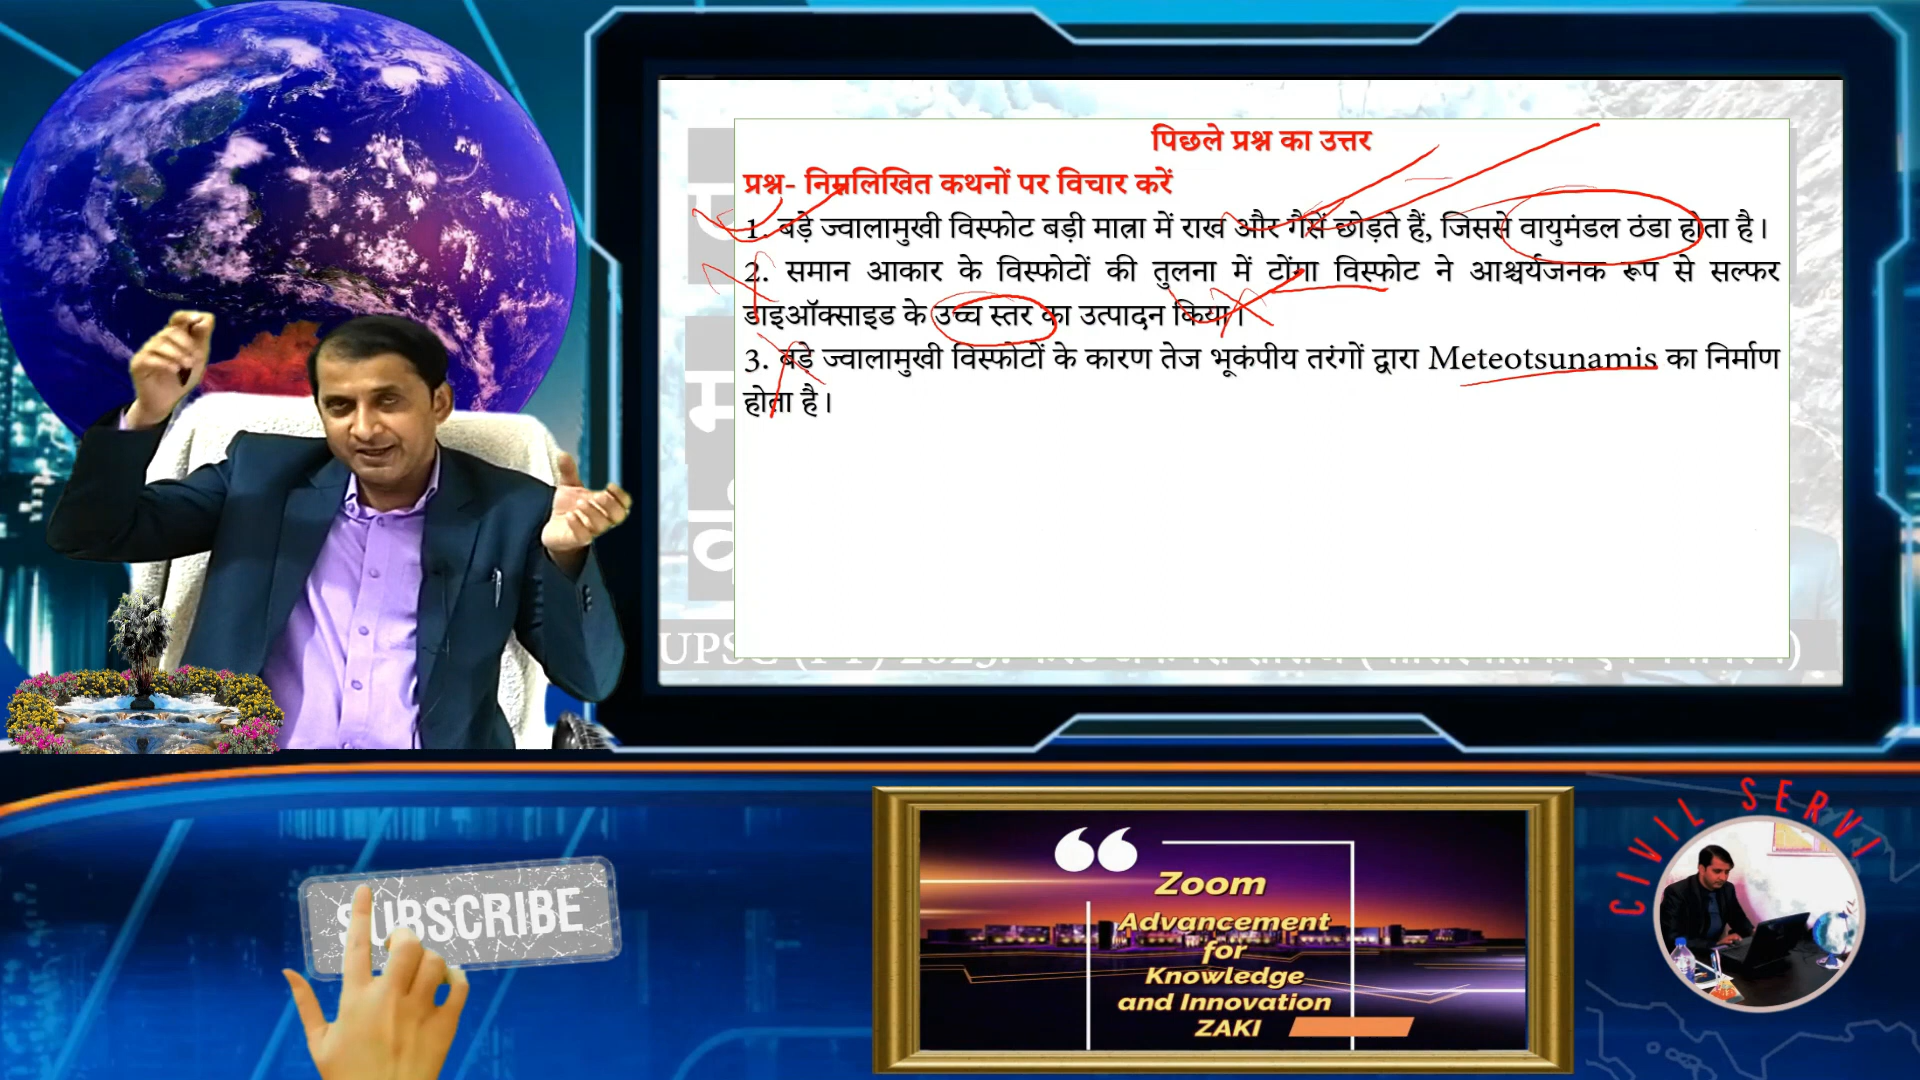 पिछले प्रश्न का उत्तर
प्रश्न- निम्नलिखित कथनों पर विचार करें
1. बड़े ज्वालामुखी विस्फोट बड़ी मात्रा में राख और गैसें छोड़ते हैं, जिससे वायुमंडल ठंडा होता है।
2. समान आकार के विस्फोटों की तुलना में टोंगा विस्फोट ने आश्चर्यजनक रूप से सल्फर
डाइऑक्साइड के उच्च स्तर का उत्पादन किया।
3. बड़े ज्वालामुखी विस्फोटों के कारण तेज भूकंपीय तरंगों द्वारा Meteotsunamis का निर्माण
होता है।
SUBSCRIBE
Zoom
Advancement
for
Knowledge
and Innovation
ZAKI
CIVIL SERVI